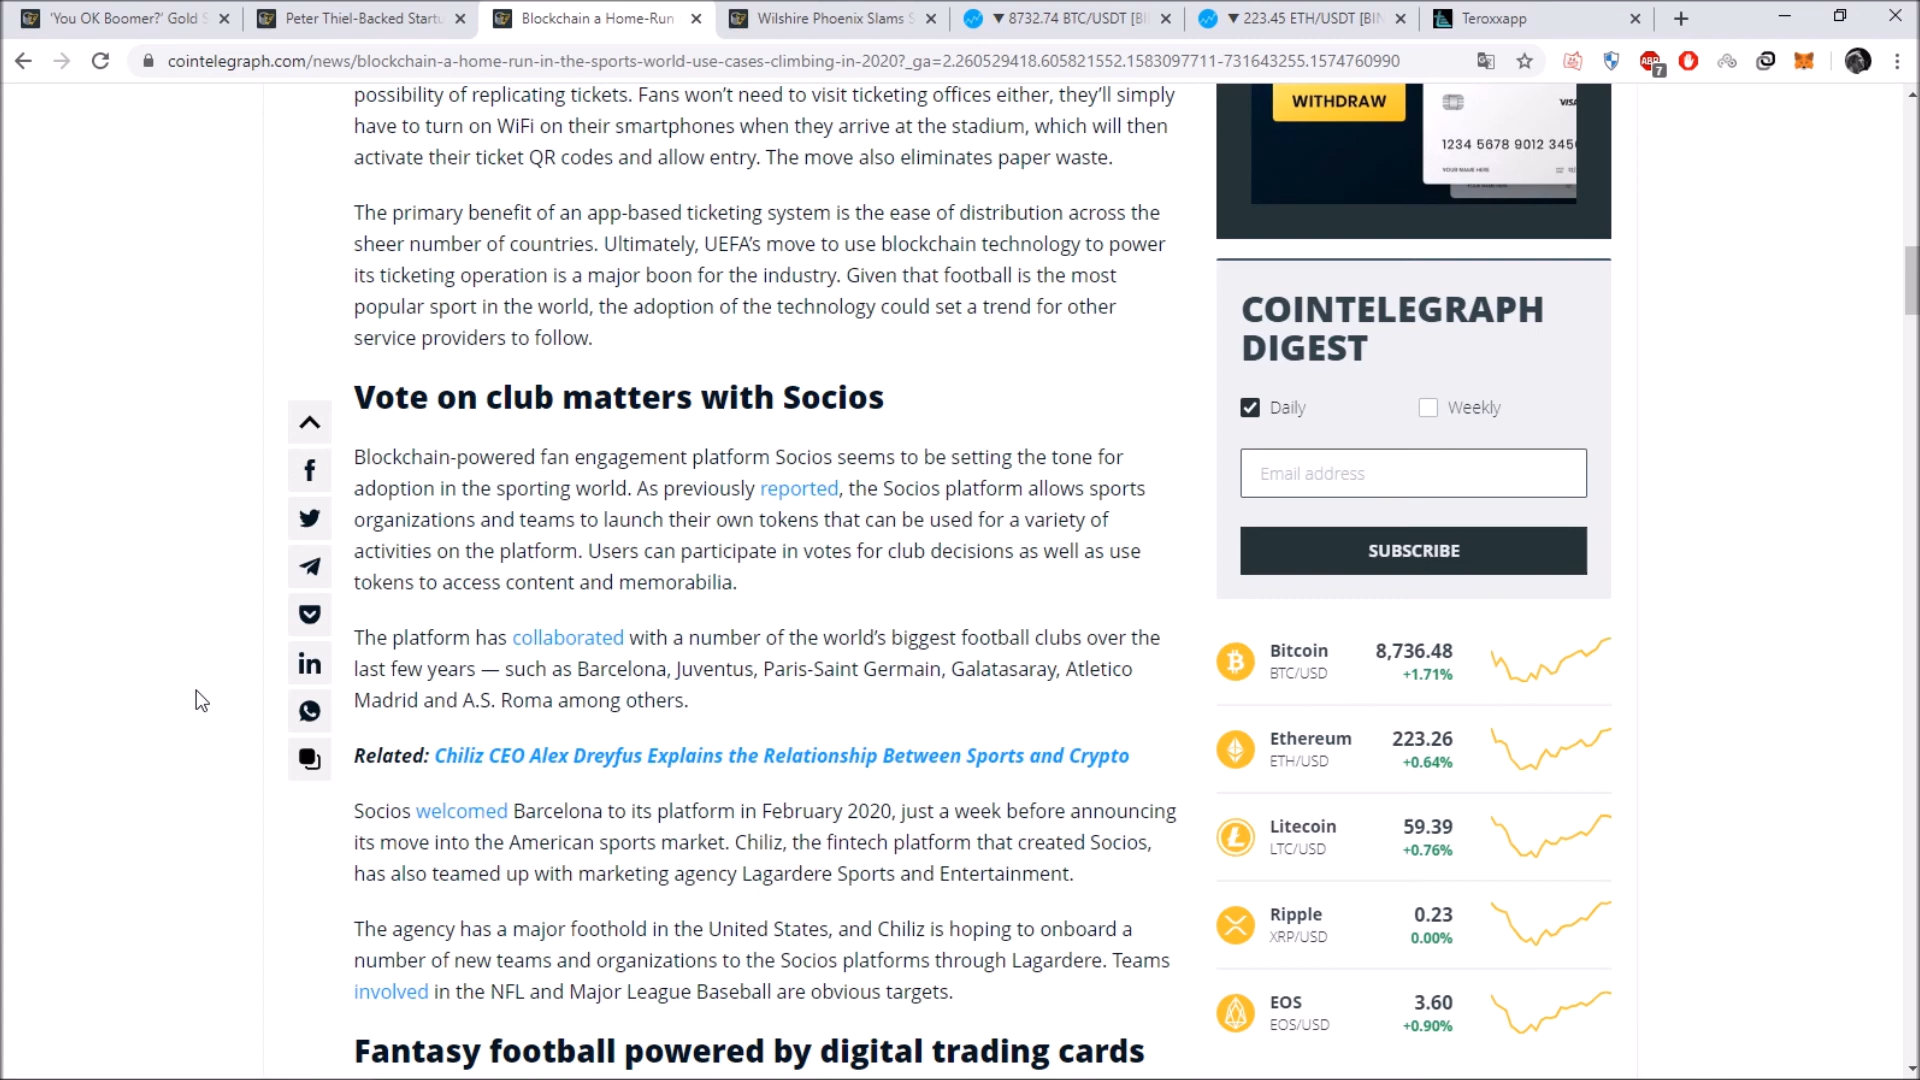 'You OK Boomer?' Gold S
Peter Thiel-Backed Startu
Blockchain a Home-Run
Wilshire Phoenix Slams S
▼ 8732.74 BTC/USDT [BI
▼ 223.45 ETH/USDT [BIN
Teroxxapp
cointelegraph.com/news/blockchain-a-home-run-in-the-sports-world-use-cases-climbing-in-2020?_ga=2.260529418.605821552.1583097711-731643255.1574760990
ABP
7
possibility of replicating tickets. Fans won't need to visit ticketing offices either, they'll simply
have to turn on WiFi on their smartphones when they arrive at the stadium, which will then
activate their ticket QR codes and allow entry. The move also eliminates paper waste.
The primary benefit of an app-based ticketing system is the ease of distribution across the
sheer number of countries. Ultimately, UEFA's move to use blockchain technology to power
its ticketing operation is a major boon for the industry. Given that football is the most
popular sport in the world, the adoption of the technology could set a trend for other
service providers to follow.
Vote on club matters with Socios
Blockchain-powered fan engagement platform Socios seems to be setting the tone for
adoption in the sporting world. As previously reported, the Socios platform allows sports
organizations and teams to launch their own tokens that can be used for a variety of
activities on the platform. Users can participate in votes for club decisions as well as use
tokens to access content and memorabilia.
The platform has collaborated with a number of the world's biggest football clubs over the
last few years — such as Barcelona, Juventus, Paris-Saint Germain, Galatasaray, Atletico
Madrid and A.S. Roma among others.
Related: Chiliz CEO Alex Dreyfus Explains the Relationship Between Sports and Crypto
Socios welcomed Barcelona to its platform in February 2020, just a week before announcing
its move into the American sports market. Chiliz, the fintech platform that created Socios,
has also teamed up with marketing agency Lagardere Sports and Entertainment.
The agency has a major foothold in the United States, and Chiliz is hoping to onboard a
number of new teams and organizations to the Socios platforms through Lagardere. Teams
involved in the NFL and Major League Baseball are obvious targets.
Fantasy football powered by digital trading cards
WITHDRAW
VISA
1234 5678 9012 3456
YOUR NAME HERE
COINTELEGRAPH
DIGEST
Daily
Weekly
Email address
SUBSCRIBE
Bitcoin 8,736.48
BTC/USD +1.71%
Ethereum 223.26
ETH/USD +0.64%
Litecoin 59.39
LTC/USD +0.76%
Ripple 0.23
XRP/USD 0.00%
EOS 3.60
EOS/USD +0.90%